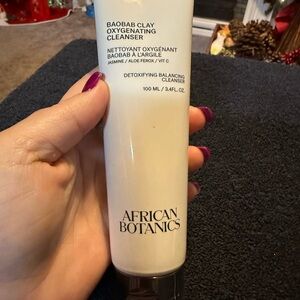 BAOBAB CLAY
OXYGENATING
CLEANSER
NETTOYANT OXYGÉNANT
BAOBAB À L'ARGILE
JASMINE / ALOE FEROX / VIT C
DETOXIFYING BALANCING
CLEANSER
100 ML / 3.4FL. OZ.
AFRICAN
BOTANICS